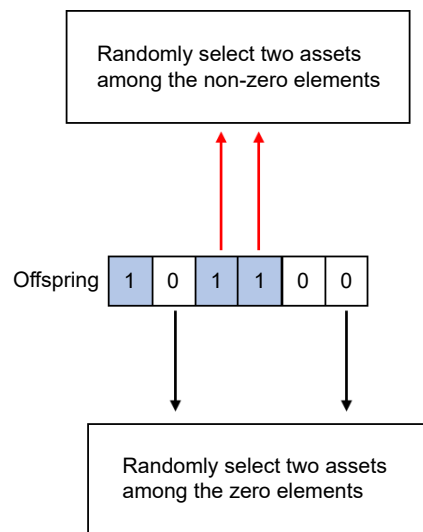 Randomly select two assets
among the non-zero elements
Offspring 1 0 1 1 0 0
Randomly select two assets
among the zero elements